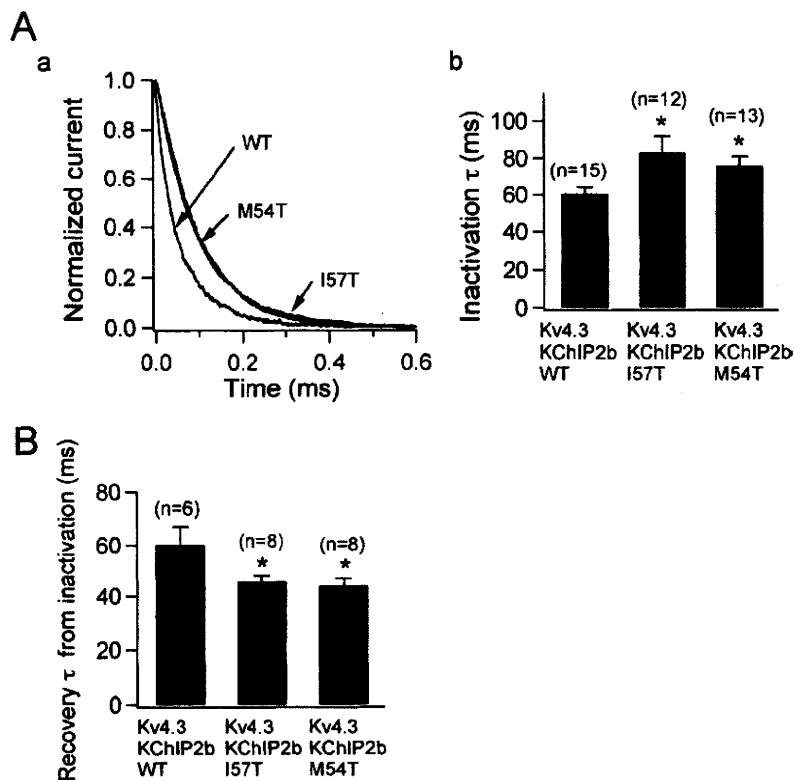 A
a
Normalized current
1.0
0.8
0.6
0.4
0.2
0.0
WT
M54T
I57T
0.0 0.2 0.4 0.6
Time (ms)
b
Inactivation τ (ms)
100
80
60
40
20
0
(n=15)
(n=12)
*
(n=13)
*
Kv4.3 Kv4.3 Kv4.3
KChIP2b KChIP2b KChIP2b
WT I57T M54T
B
Recovery τ from inactivation (ms)
80
60
40
20
0
(n=6)
(n=8)
*
(n=8)
*
Kv4.3 Kv4.3 Kv4.3
KChIP2b KChIP2b KChIP2b
WT I57T M54T